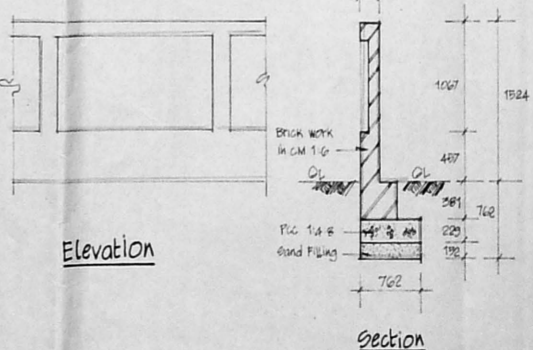 1067
1524
Brick work
in CM 1:6
457
GL
GL
381
762
PCC 1:4:8
229
Sand Filling
152
762
Elevation
Section